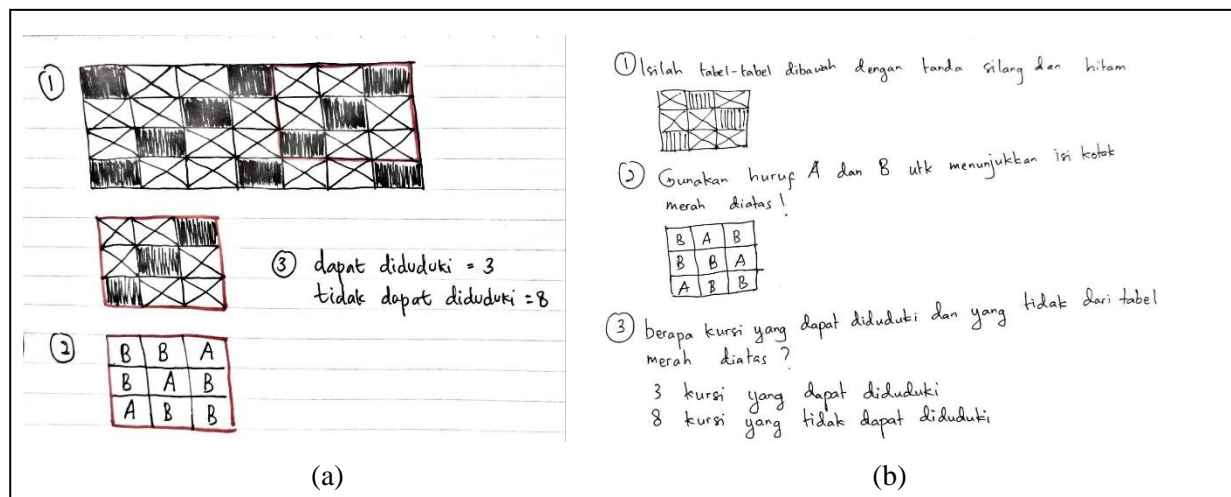 ①
③ dapat diduduki = 3
tidak dapat diduduki = 8
②
B B A
B A B
A B B
(a)
① Isilah tabel-tabel dibawah dengan tanda silang dan hitam
② Gunakan huruf A dan B utk menunjukkan isi kotak
merah diatas!
B A B
B B A
A B B
③ berapa kursi yang dapat diduduki dan yang tidak dari tabel
merah diatas?
3 kursi yang dapat diduduki
8 kursi yang tidak dapat diduduki
(b)